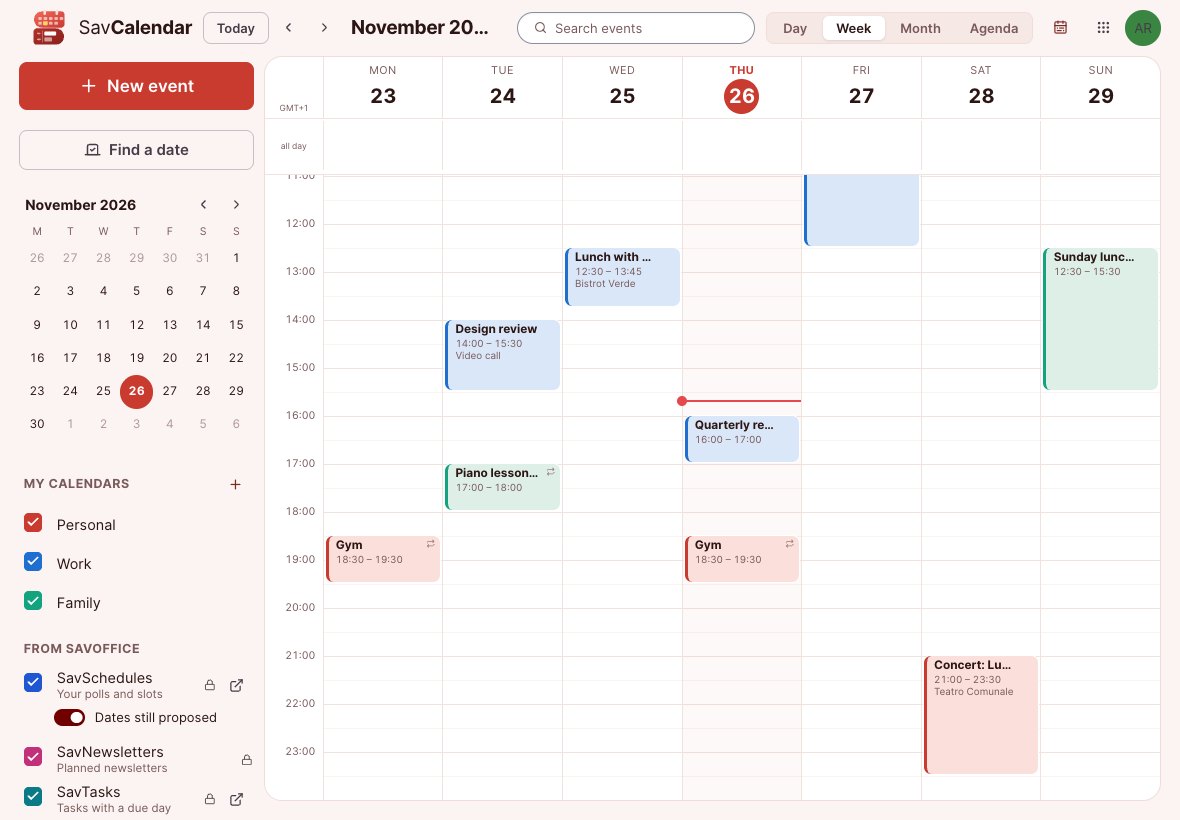 SavCalendar
Today
November 20...
Search events
Day
Week
Month
Agenda
AR
New event
Find a date
November 2026
M T W T F S S
26 27 28 29 30 31 1
2 3 4 5 6 7 8
9 10 11 12 13 14 15
16 17 18 19 20 21 22
23 24 25 26 27 28 29
30 1 2 3 4 5 6
MY CALENDARS
Personal
Work
Family
FROM SAVOFFICE
SavSchedules
Your polls and slots
Dates still proposed
SavNewsletters
Planned newsletters
SavTasks
Tasks with a due day
GMT+1
MON TUE WED THU FRI SAT SUN
23 24 25 26 27 28 29
all day
11:00
12:00
13:00
14:00
15:00
16:00
17:00
18:00
19:00
20:00
21:00
22:00
23:00
Gym
18:30 – 19:30
Design review
14:00 – 15:30
Video call
Piano lesson...
17:00 – 18:00
Lunch with ...
12:30 – 13:45
Bistrot Verde
Quarterly re...
16:00 – 17:00
Gym
18:30 – 19:30
Concert: Lu...
21:00 – 23:30
Teatro Comunale
Sunday lunc...
12:30 – 15:30